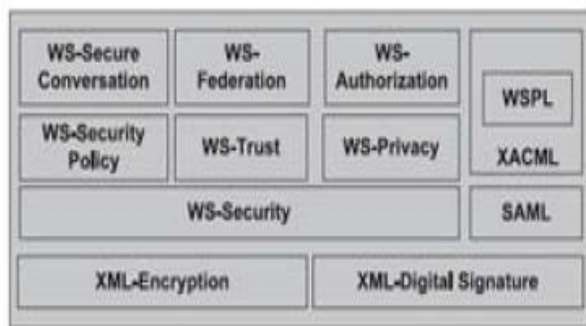 WS-Secure
Conversation
WS-
Federation
WS-
Authorization
WSPL
XACML
WS-Security
Policy
WS-Trust
WS-Privacy
WS-Security
SAML
XML-Encryption
XML-Digital Signature